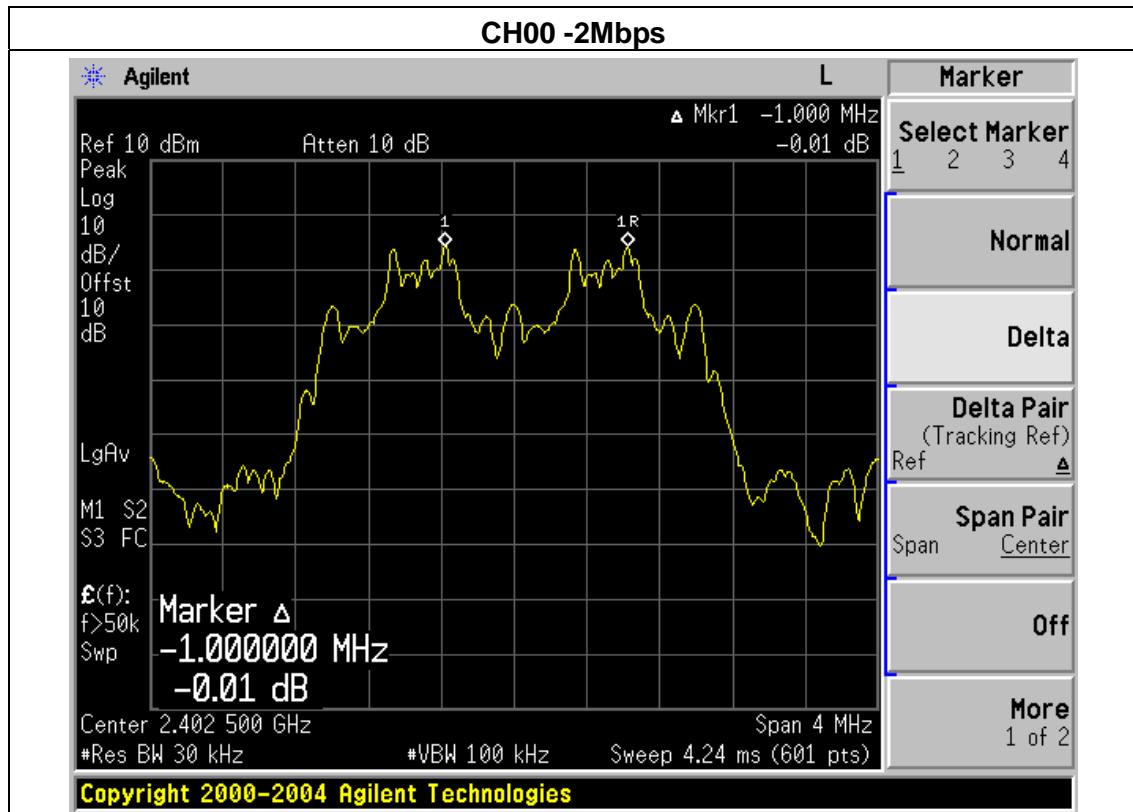 CH00 -2Mbps
Agilent L
Marker
Δ Mkr1 -1.000 MHz
Ref 10 dBm Atten 10 dB -0.01 dB
Peak
Log
10
dB/
Offst
10
dB
LgAv
M1 S2
S3 FC
£(f):
f>50k
Swp
1
1R
Marker Δ
-1.000000 MHz
-0.01 dB
Center 2.402 500 GHz Span 4 MHz
#Res BW 30 kHz #VBW 100 kHz Sweep 4.24 ms (601 pts)
Select Marker
1 2 3 4
Normal
Delta
Delta Pair
(Tracking Ref)
Ref Δ
Span Pair
Span Center
Off
More
1 of 2
Copyright 2000-2004 Agilent Technologies